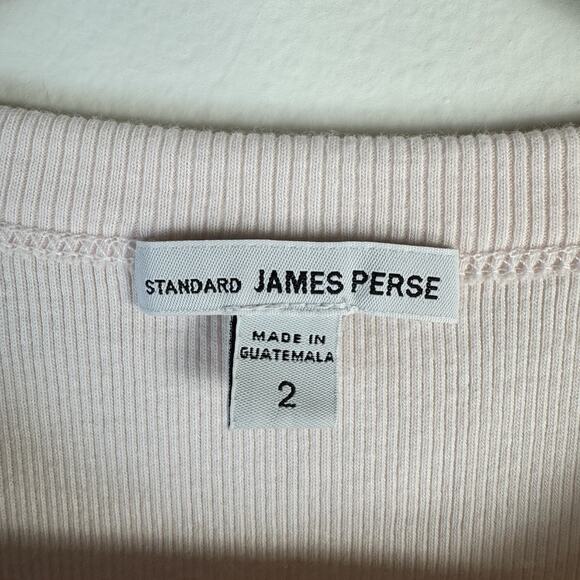 STANDARD JAMES PERSE
MADE IN
GUATEMALA
2